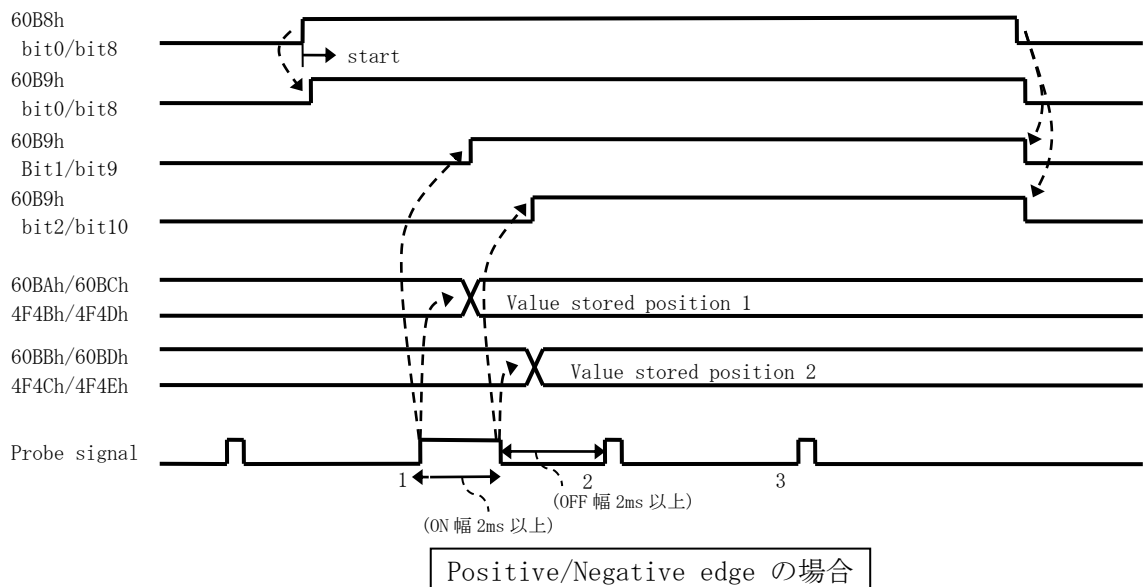 60B8h
bit0/bit8
start
60B9h
bit0/bit8
60B9h
Bit1/bit9
60B9h
bit2/bit10
60BAh/60BCh
4F4Bh/4F4Dh
Value stored position 1
60BBh/60BDh
4F4Ch/4F4Eh
Value stored position 2
Probe signal
1
2
3
(OFF 幅 2ms 以上)
(ON 幅 2ms 以上)
Positive/Negative edge の場合